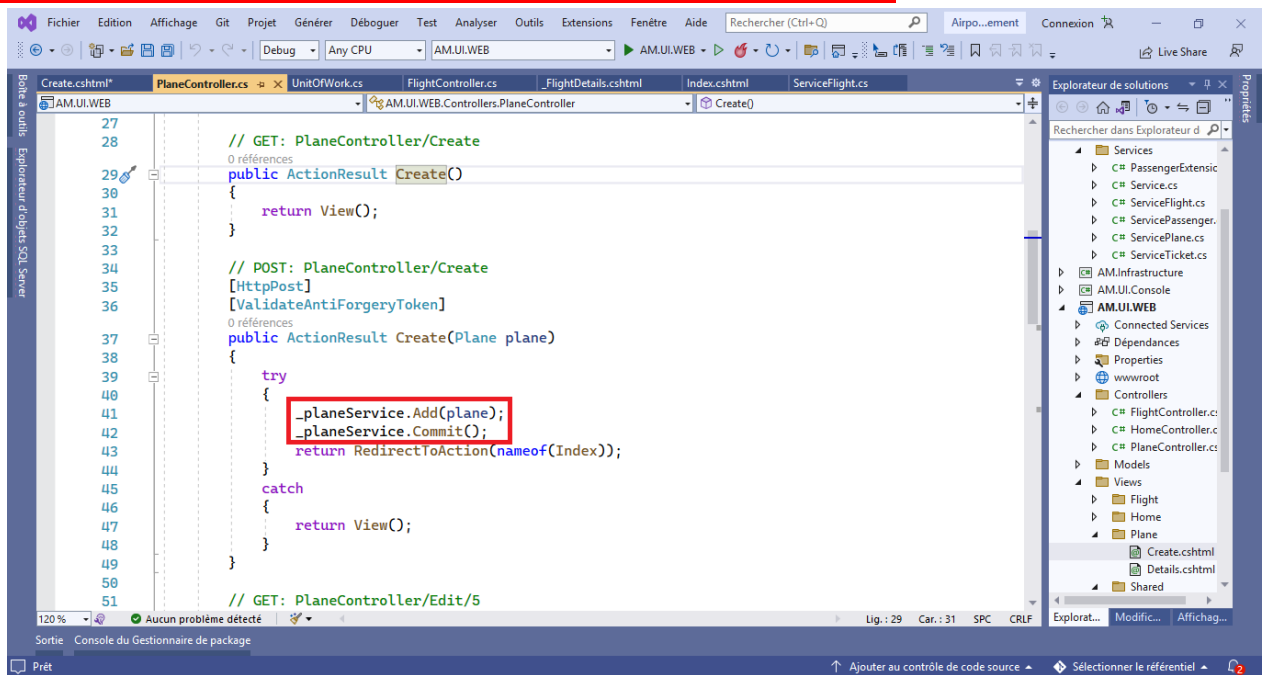 Fichier Edition Affichage Git Projet Générer Déboguer Test Analyser Outils Extensions Fenêtre Aide Rechercher (Ctrl+Q) Airpo...ement Connexion
Debug Any CPU AM.UI.WEB AM.UI.WEB Live Share
Create.cshtml* PlaneController.cs UnitOfWork.cs FlightController.cs _FlightDetails.cshtml Index.cshtml ServiceFlight.cs
AM.UI.WEB AM.UI.WEB.Controllers.PlaneController Create()
Boîte à outils Explorateur d'objets SQL Server
27
28 // GET: PlaneController/Create
0 références
29 public ActionResult Create()
30 {
31 return View();
32 }
33
34 // POST: PlaneController/Create
35 [HttpPost]
36 [ValidateAntiForgeryToken]
0 références
37 public ActionResult Create(Plane plane)
38 {
39 try
40 {
41 _planeService.Add(plane);
42 _planeService.Commit();
43 return RedirectToAction(nameof(Index));
44 }
45 catch
46 {
47 return View();
48 }
49 }
50
51 // GET: PlaneController/Edit/5
120 % Aucun problème détecté Lig. : 29 Car. : 31 SPC CRLF
Explorateur de solutions
Rechercher dans Explorateur d
Services
C# PassengerExtensic
C# Service.cs
C# ServiceFlight.cs
C# ServicePassenger.
C# ServicePlane.cs
C# ServiceTicket.cs
C# AM.Infrastructure
C# AM.UI.Console
AM.UI.WEB
Connected Services
Dépendances
Properties
wwwroot
Controllers
C# FlightController.c
C# HomeController.c
C# PlaneController.cs
Models
Views
Flight
Home
Plane
Create.cshtml
Details.cshtml
Shared
Explorat... Modific... Affichag...
Propriétés
Sortie Console du Gestionnaire de package
Prêt Ajouter au contrôle de code source Sélectionner le référentiel 2